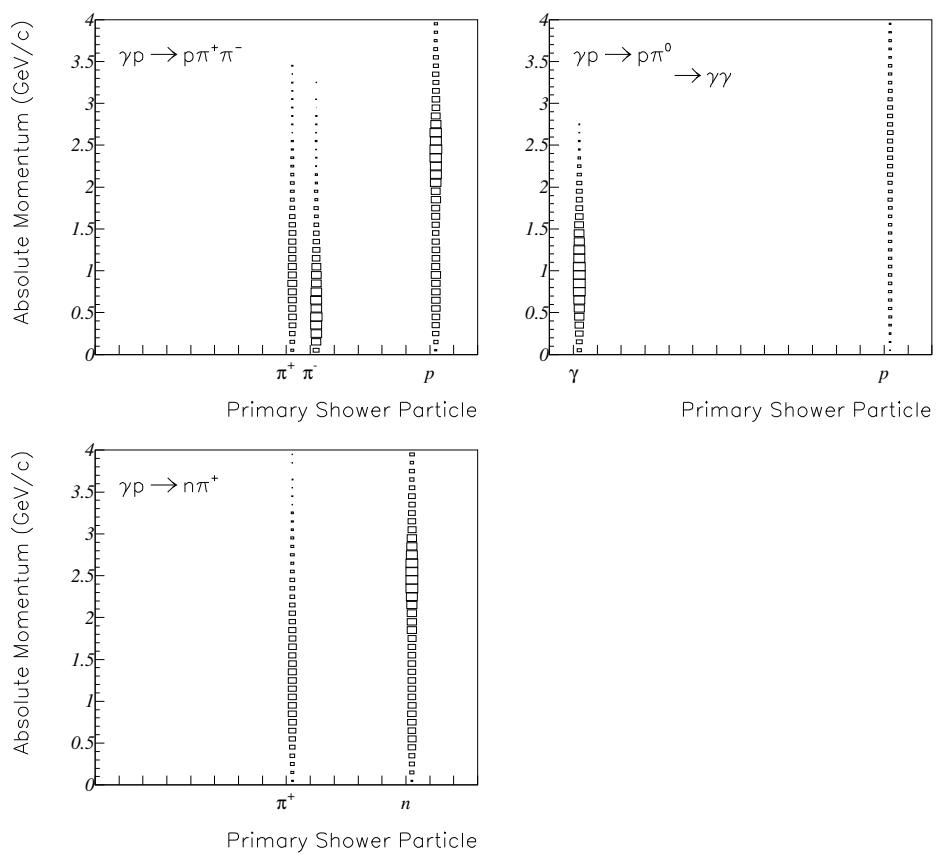 Absolute Momentum (GeV/c)
γp → pπ⁺π⁻
4
3.5
3
2.5
2
1.5
1
0.5
0
π⁺ π⁻ p
Primary Shower Particle
γp → pπ⁰
→ γγ
4
3.5
3
2.5
2
1.5
1
0.5
0
γ p
Primary Shower Particle
Absolute Momentum (GeV/c)
γp → nπ⁺
4
3.5
3
2.5
2
1.5
1
0.5
0
π⁺ n
Primary Shower Particle